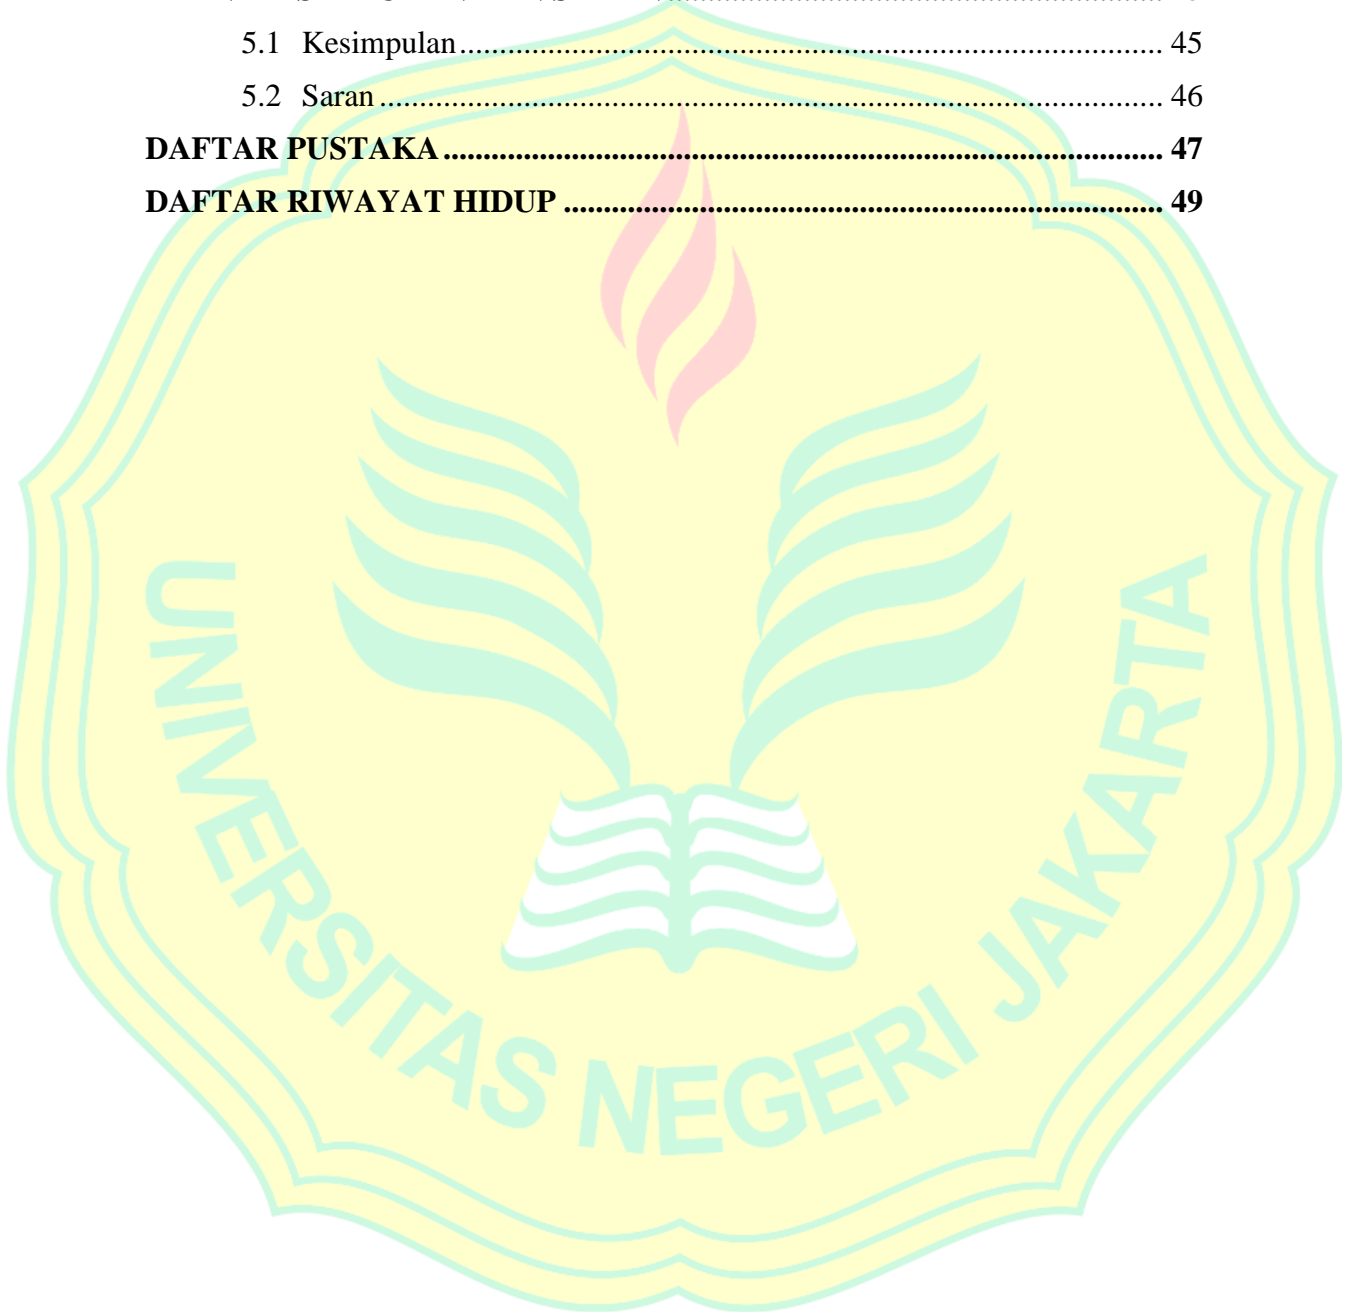 5.1 Kesimpulan........................................................................................ 45
5.2 Saran .................................................................................................. 46
DAFTAR PUSTAKA .......................................................................................... 47
DAFTAR RIWAYAT HIDUP ........................................................................... 49
UNIVERSITAS NEGERI JAKARTA